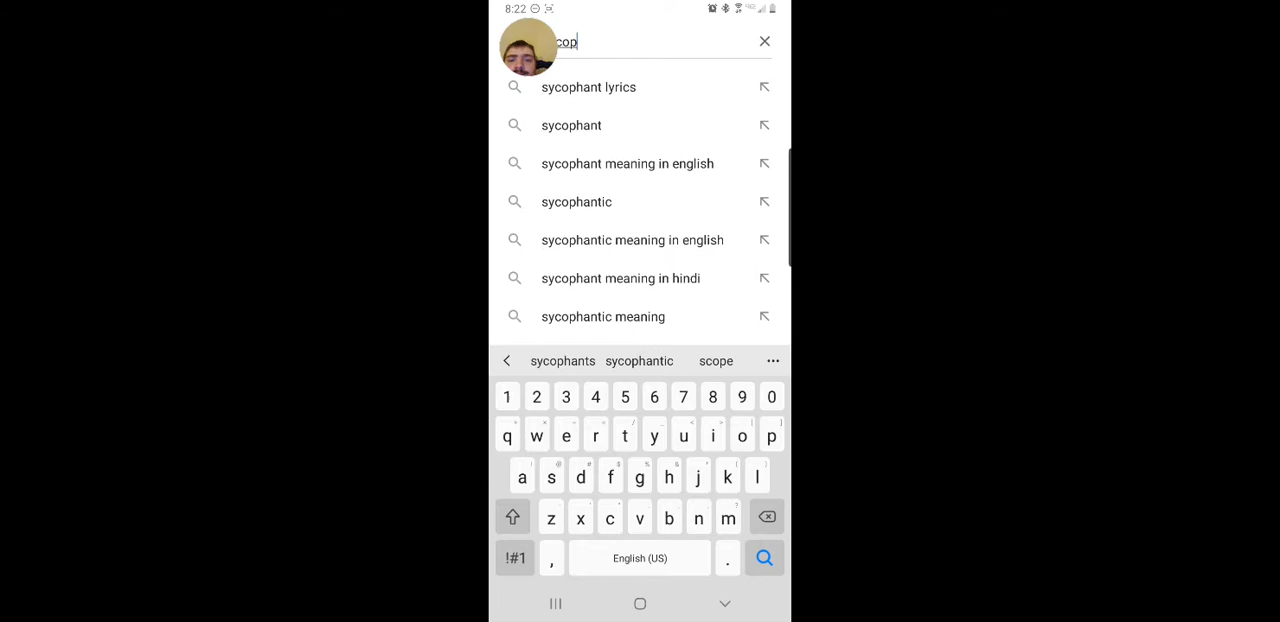 8:22
cop
sycophant lyrics
sycophant
sycophant meaning in english
sycophantic
sycophantic meaning in english
sycophant meaning in hindi
sycophantic meaning
sycophants sycophantic scope
1 2 3 4 5 6 7 8 9 0
q w e r t y u i o p
a s d f g h j k l
z x c v b n m
!#1 , English (US) .